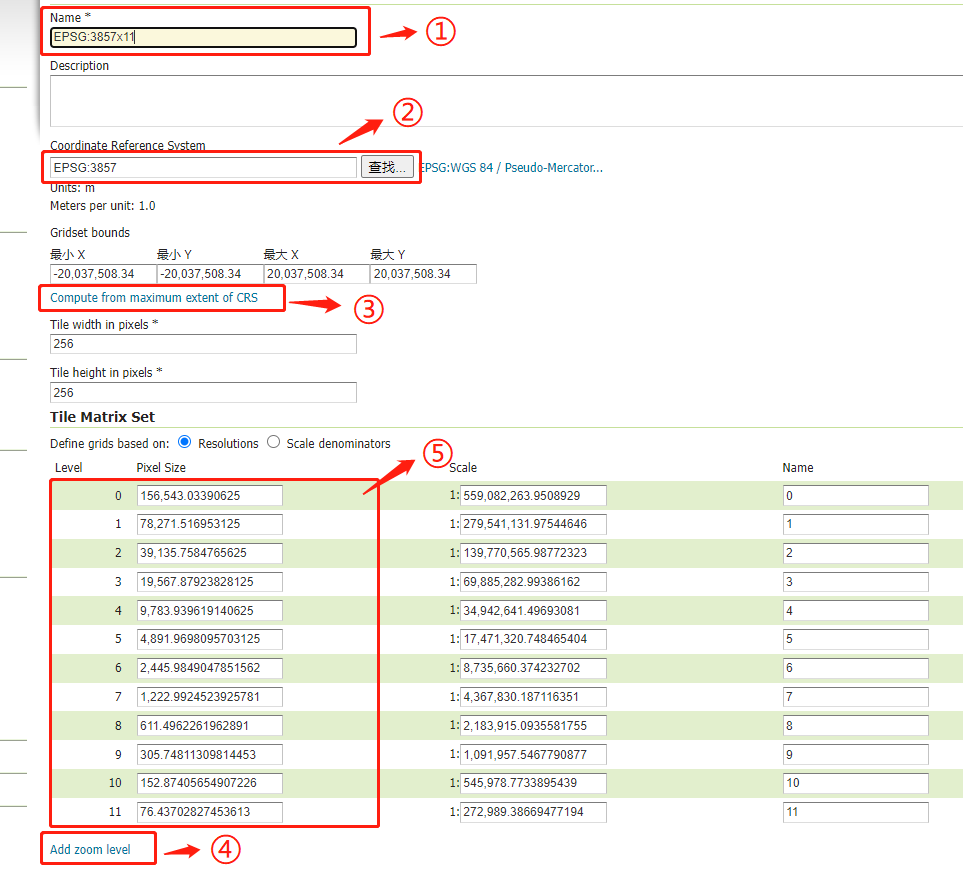 Name *
EPSG:3857x11
①
Description
②
Coordinate Reference System
EPSG:3857 查找... EPSG:WGS 84 / Pseudo-Mercator...
Units: m
Meters per unit: 1.0
Gridset bounds
最小 X 最小 Y 最大 X 最大 Y
-20,037,508.34 -20,037,508.34 20,037,508.34 20,037,508.34
Compute from maximum extent of CRS
③
Tile width in pixels *
256
Tile height in pixels *
256
Tile Matrix Set
Define grids based on: Resolutions Scale denominators
⑤
Level Pixel Size Scale Name
0 156,543.03390625 1: 559,082,263.9508929 0
1 78,271.516953125 1: 279,541,131.97544646 1
2 39,135.7584765625 1: 139,770,565.98772323 2
3 19,567.87923828125 1: 69,885,282.99386162 3
4 9,783.939619140625 1: 34,942,641.49693081 4
5 4,891.9698095703125 1: 17,471,320.748465404 5
6 2,445.9849047851562 1: 8,735,660.374232702 6
7 1,222.9924523925781 1: 4,367,830.187116351 7
8 611.4962261962891 1: 2,183,915.0935581755 8
9 305.74811309814453 1: 1,091,957.5467790877 9
10 152.87405654907226 1: 545,978.7733895439 10
11 76.43702827453613 1: 272,989.38669477194 11
Add zoom level
④